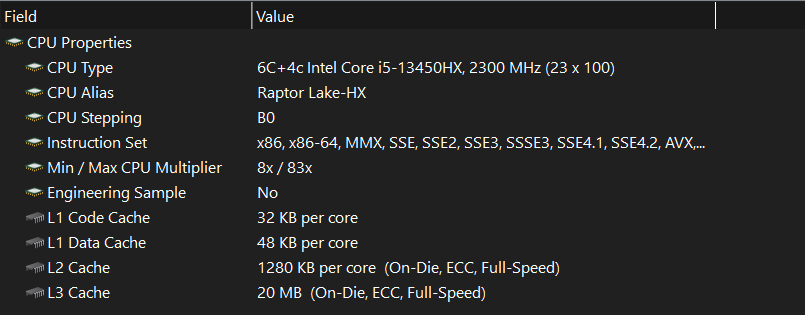 Field Value
CPU Properties
CPU Type 6C+4c Intel Core i5-13450HX, 2300 MHz (23 x 100)
CPU Alias Raptor Lake-HX
CPU Stepping B0
Instruction Set x86, x86-64, MMX, SSE, SSE2, SSE3, SSSE3, SSE4.1, SSE4.2, AVX,...
Min / Max CPU Multiplier 8x / 83x
Engineering Sample No
L1 Code Cache 32 KB per core
L1 Data Cache 48 KB per core
L2 Cache 1280 KB per core (On-Die, ECC, Full-Speed)
L3 Cache 20 MB (On-Die, ECC, Full-Speed)